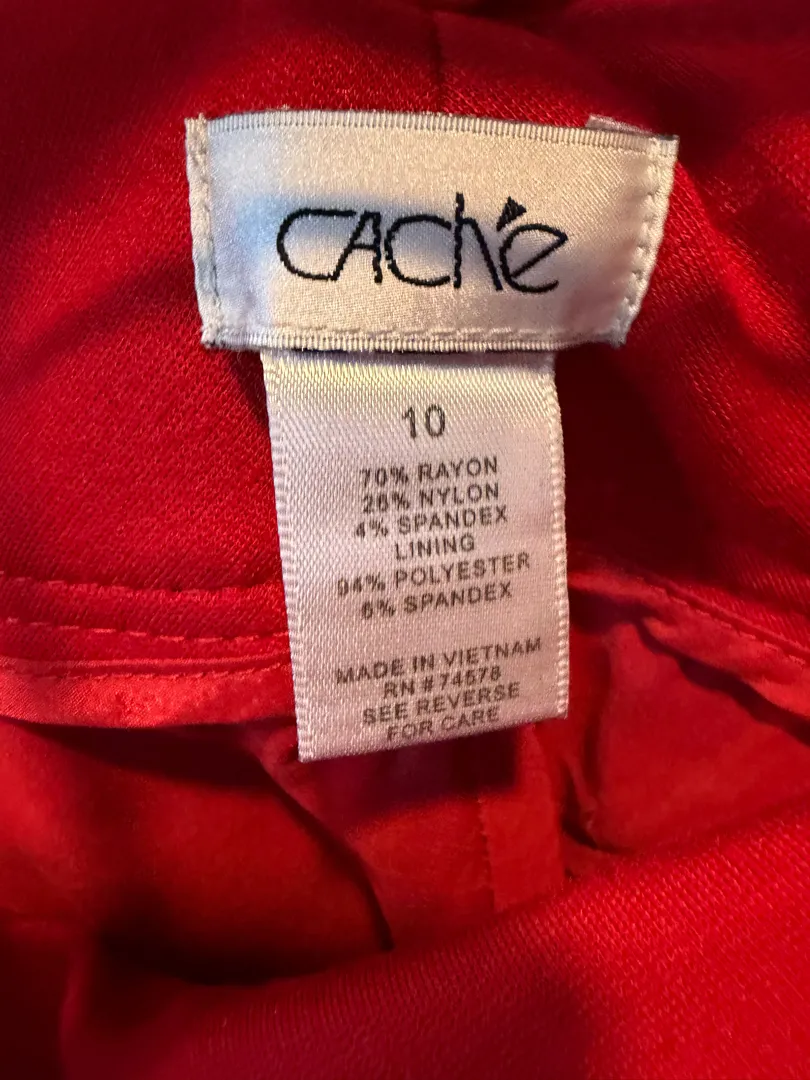 CAChé
10
70% RAYON
26% NYLON
4% SPANDEX
LINING
94% POLYESTER
6% SPANDEX
MADE IN VIETNAM
RN # 74578
SEE REVERSE
FOR CARE